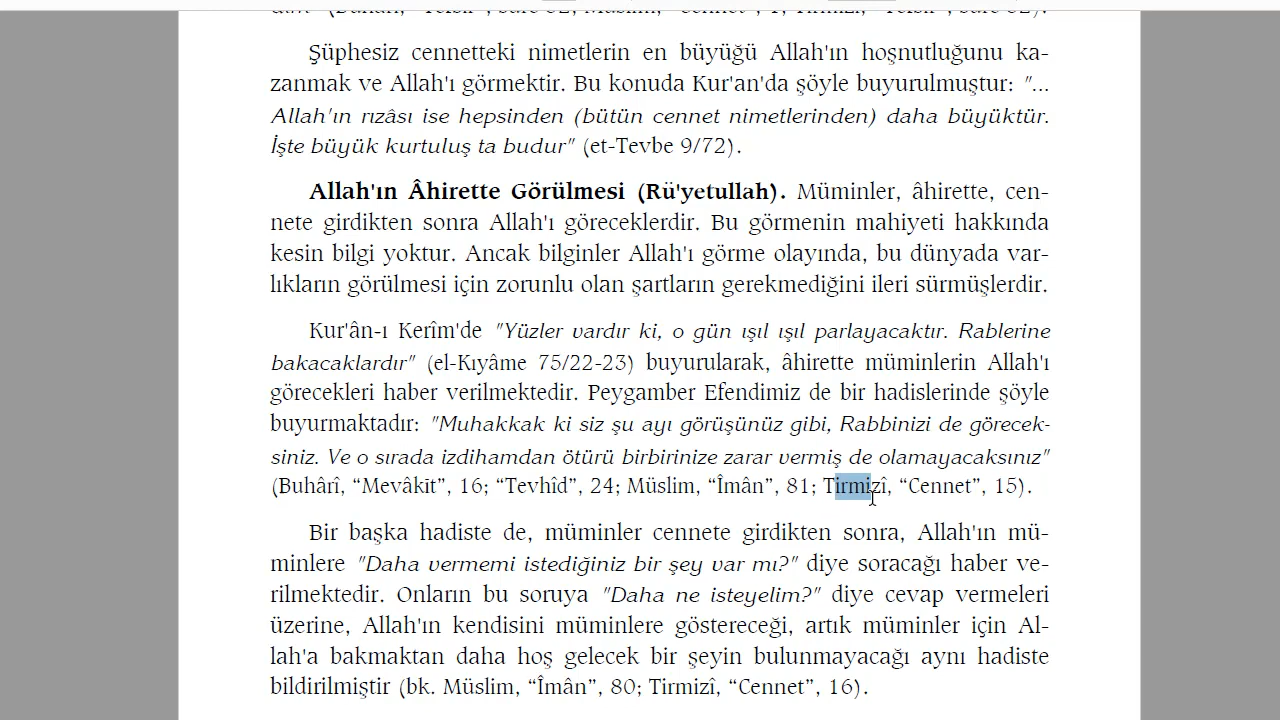 Şüphesiz cennetteki nimetlerin en büyüğü Allah'ın hoşnutluğunu ka-
zanmak ve Allah'ı görmektir. Bu konuda Kur'an'da şöyle buyurulmuştur: "...
Allah'ın rızâsı ise hepsinden (bütün cennet nimetlerinden) daha büyüktür.
İşte büyük kurtuluş ta budur" (et-Tevbe 9/72).
Allah'ın Âhirette Görülmesi (Rü'yetullah). Müminler, âhirette, cen-
nete girdikten sonra Allah'ı göreceklerdir. Bu görmenin mahiyeti hakkında
kesin bilgi yoktur. Ancak bilginler Allah'ı görme olayında, bu dünyada var-
lıkların görülmesi için zorunlu olan şartların gerekmediğini ileri sürmüşlerdir.
Kur'ân-ı Kerîm'de "Yüzler vardır ki, o gün ışıl ışıl parlayacaktır. Rablerine
bakacaklardır" (el-Kıyâme 75/22-23) buyurularak, âhirette müminlerin Allah'ı
görecekleri haber verilmektedir. Peygamber Efendimiz de bir hadislerinde şöyle
buyurmaktadır: "Muhakkak ki siz şu ayı görüşünüz gibi, Rabbinizi de görecek-
siniz. Ve o sırada izdihamdan ötürü birbirinize zarar vermiş de olamayacaksınız"
(Buhârî, “Mevâkīt”, 16; “Tevhîd”, 24; Müslim, “Îmân”, 81; Tirmizî, “Cennet”, 15).
Bir başka hadiste de, müminler cennete girdikten sonra, Allah'ın mü-
minlere "Daha vermemi istediğiniz bir şey var mı?" diye soracağı haber ve-
rilmektedir. Onların bu soruya "Daha ne isteyelim?" diye cevap vermeleri
üzerine, Allah'ın kendisini müminlere göstereceği, artık müminler için Al-
lah'a bakmaktan daha hoş gelecek bir şeyin bulunmayacağı aynı hadiste
bildirilmiştir (bk. Müslim, “Îmân”, 80; Tirmizî, “Cennet”, 16).